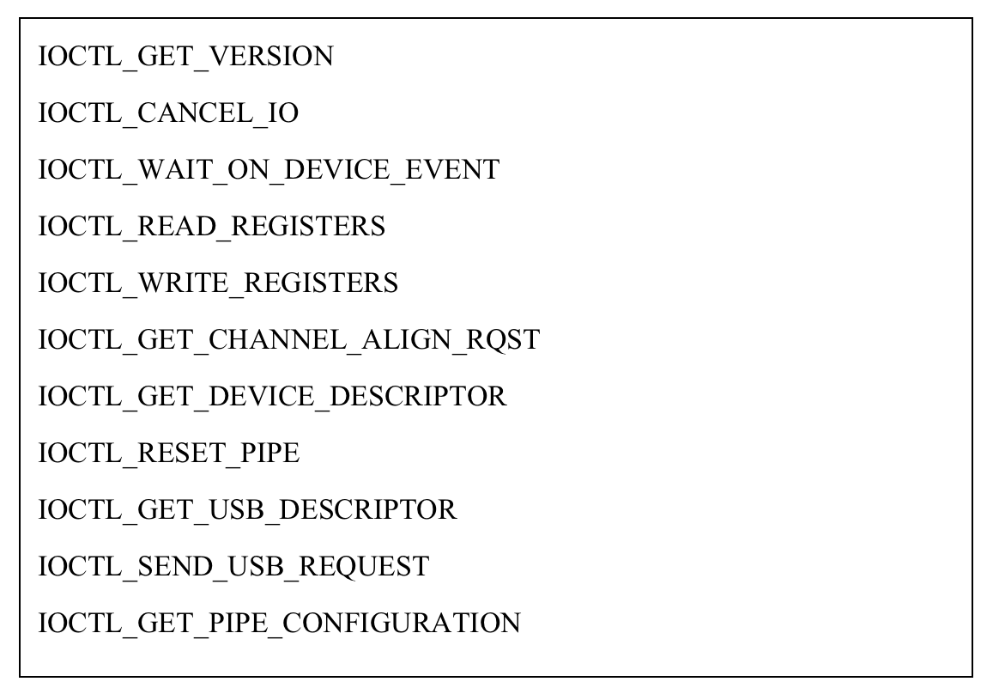 IOCTL_GET_VERSION
IOCTL_CANCEL_IO
IOCTL_WAIT_ON_DEVICE_EVENT
IOCTL_READ_REGISTERS
IOCTL_WRITE_REGISTERS
IOCTL_GET_CHANNEL_ALIGN_RQST
IOCTL_GET_DEVICE_DESCRIPTOR
IOCTL_RESET_PIPE
IOCTL_GET_USB_DESCRIPTOR
IOCTL_SEND_USB_REQUEST
IOCTL_GET_PIPE_CONFIGURATION